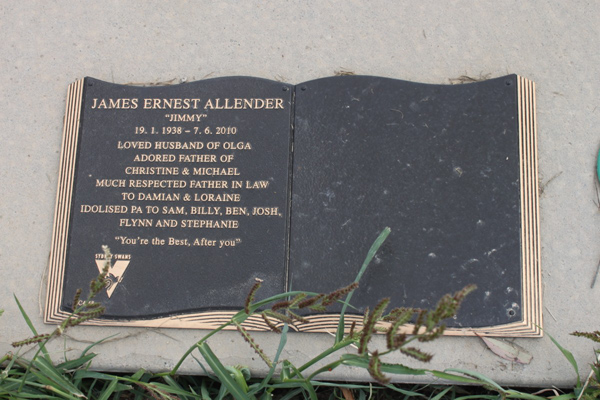 JAMES ERNEST ALLENDER
"JIMMY"
19. 1. 1938 – 7. 6. 2010
LOVED HUSBAND OF OLGA
ADORED FATHER OF
CHRISTINE & MICHAEL
MUCH RESPECTED FATHER IN LAW
TO DAMIAN & LORAINE
IDOLISED PA TO SAM, BILLY, BEN, JOSH,
FLYNN AND STEPHANIE
"You're the Best, After you"
SYDNEY SWANS